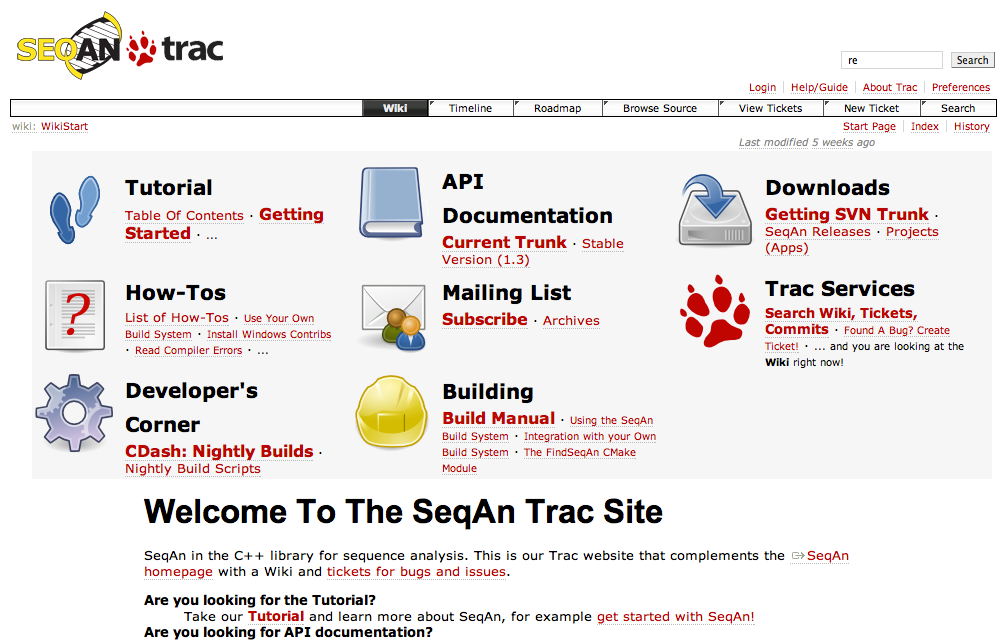 SEQAN trac
re
Search
Login Help/Guide About Trac Preferences
Wiki Timeline Roadmap Browse Source View Tickets New Ticket Search
wiki: WikiStart
Start Page Index History
Last modified 5 weeks ago
Tutorial
Table Of Contents · Getting
Started · ...
API
Documentation
Current Trunk · Stable
Version (1.3)
Downloads
Getting SVN Trunk ·
SeqAn Releases · Projects
(Apps)
?
How-Tos
List of How-Tos · Use Your Own
Build System · Install Windows Contribs
· Read Compiler Errors · ...
Mailing List
Subscribe · Archives
Trac Services
Search Wiki, Tickets,
Commits · Found A Bug? Create
Ticket! · ... and you are looking at the
Wiki right now!
Developer's
Corner
CDash: Nightly Builds ·
Nightly Build Scripts
Building
Build Manual · Using the SeqAn
Build System · Integration with your Own
Build System · The FindSeqAn CMake
Module
Welcome To The SeqAn Trac Site
SeqAn in the C++ library for sequence analysis. This is our Trac website that complements the SeqAn
homepage with a Wiki and tickets for bugs and issues.
Are you looking for the Tutorial?
Take our Tutorial and learn more about SeqAn, for example get started with SeqAn!
Are you looking for API documentation?